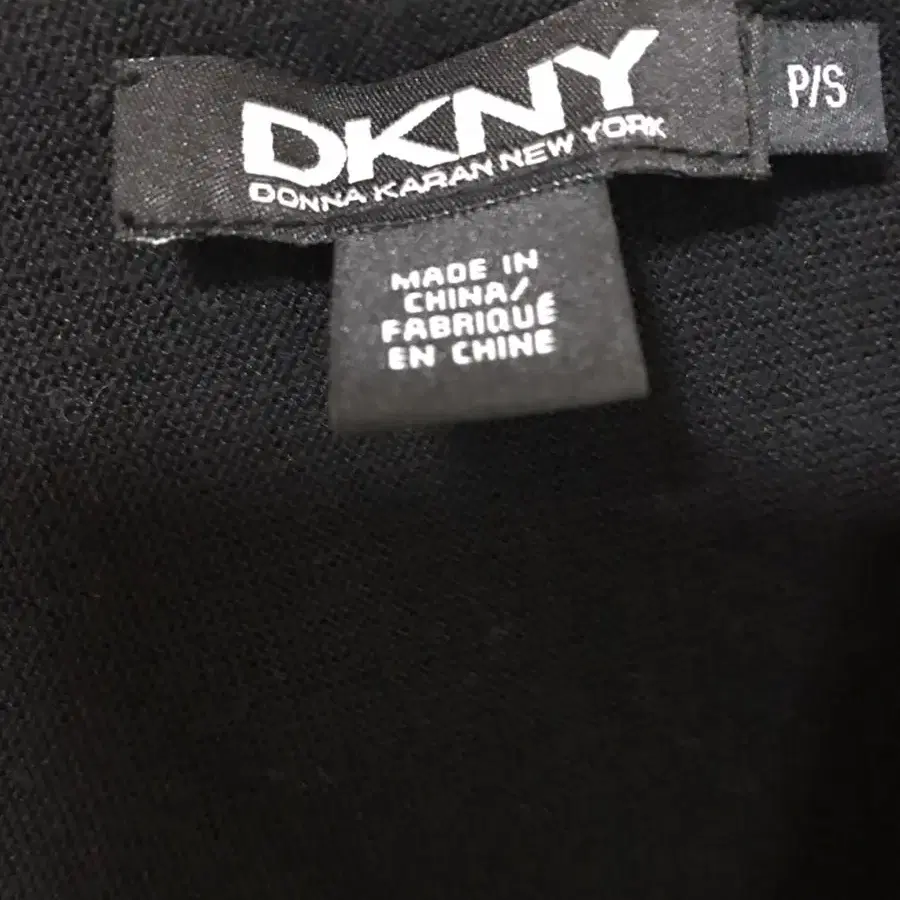 DKNY
DONNA KARAN NEW YORK
P/S
MADE IN
CHINA/
FABRIQUÉ
EN CHINE